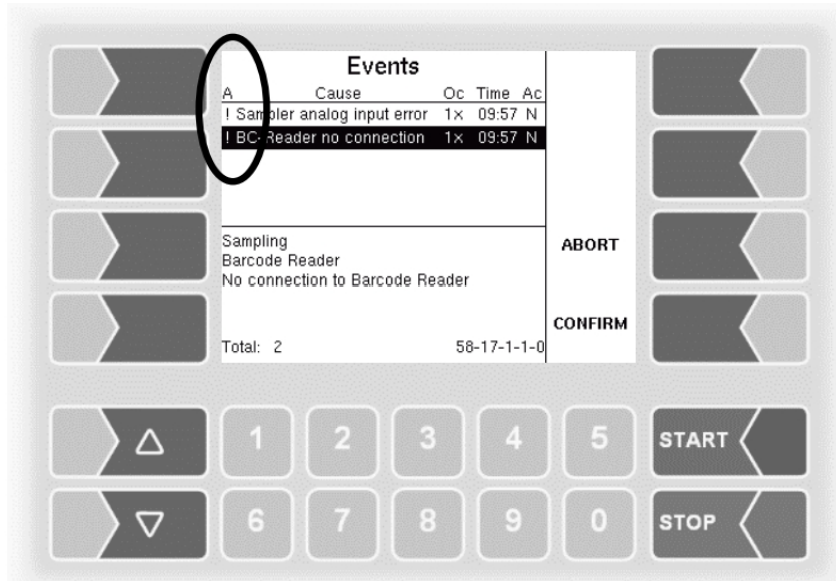 Events
A Cause Oc Time Ac
! Sampler analog input error 1× 09:57 N
! BC-Reader no connection 1× 09:57 N
Sampling
Barcode Reader
No connection to Barcode Reader
ABORT
CONFIRM
Total: 2 58-17-1-1-0
1 2 3 4 5 START
6 7 8 9 0 STOP